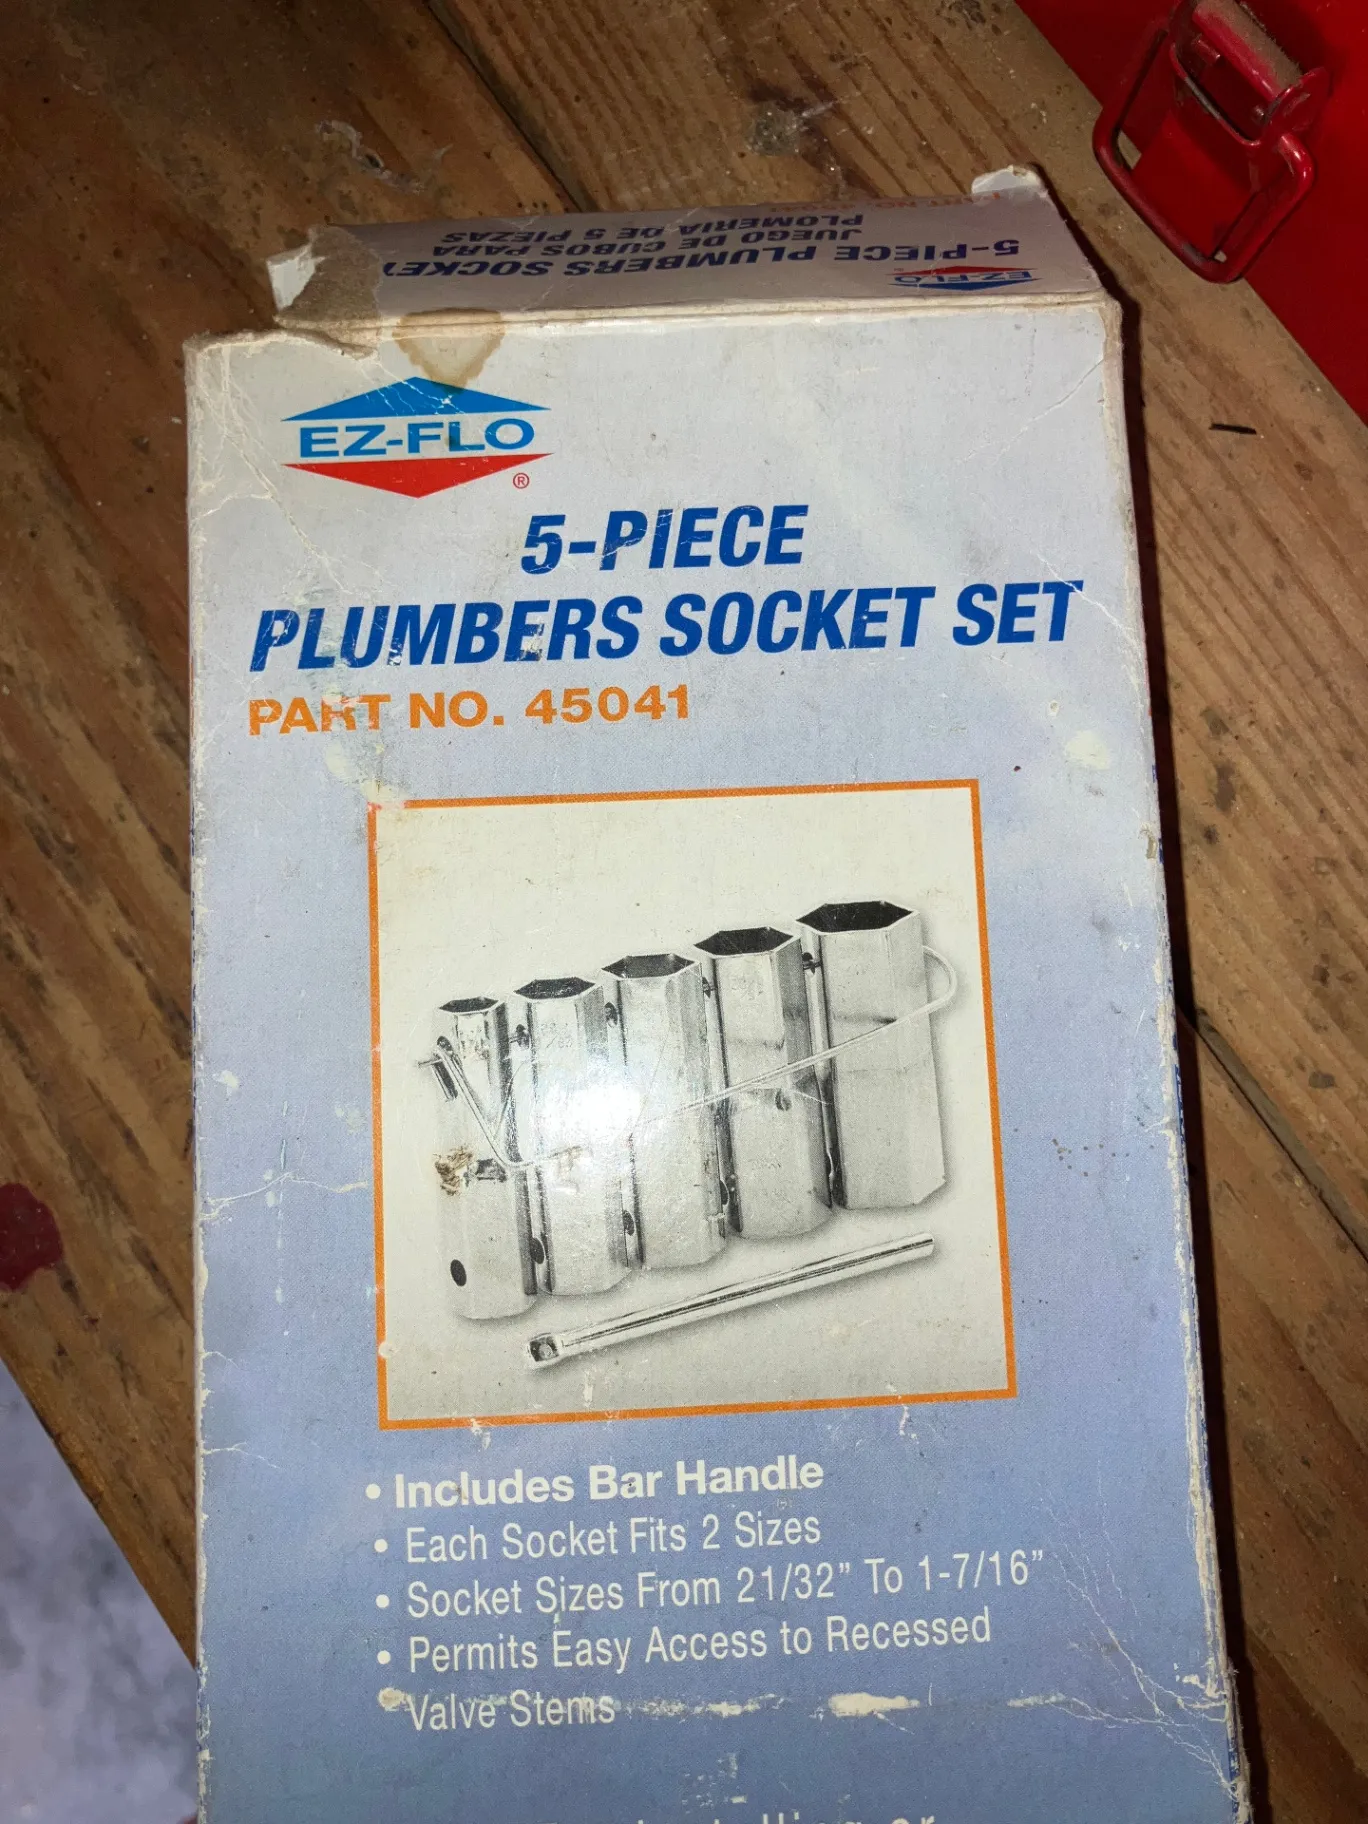 5-PIECE PLUMBERS SOCKET
JUEGO DE CUBOS PARA
PLOMERIA DE 5 PIEZAS
EZ-FLO
EZ-FLO
®
5-PIECE
PLUMBERS SOCKET SET
PART NO. 45041
• Includes Bar Handle
• Each Socket Fits 2 Sizes
• Socket Sizes From 21/32” To 1-7/16”
• Permits Easy Access to Recessed
Valve Stems